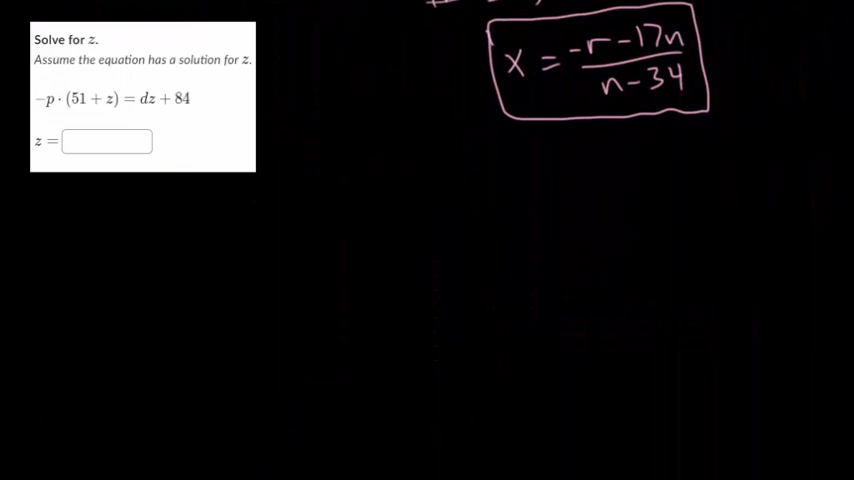 Solve for z.
Assume the equation has a solution for z.
−p · (51 + z) = dz + 84
z =
x = -r-17n / n-34